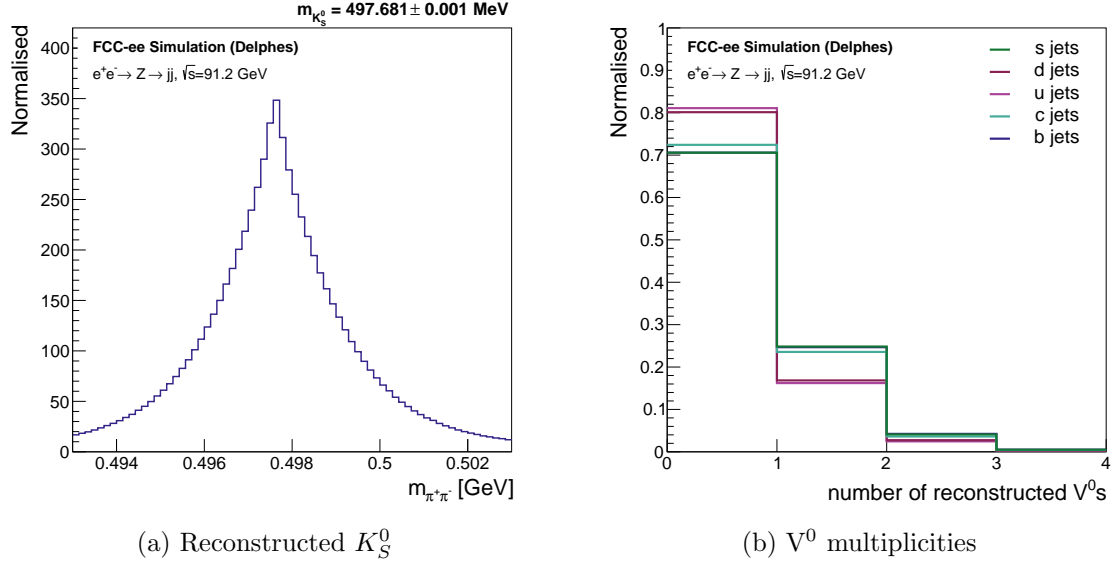 m_{K_S^0} = 497.681± 0.001 MeV
Normalised
400
350
300
250
200
150
100
50
0
FCC-ee Simulation (Delphes)
e⁺e⁻→ Z → jj, √s=91.2 GeV
0.494 0.496 0.498 0.5 0.502
m_{π⁺π⁻} [GeV]
(a) Reconstructed K_S^0
Normalised
1
0.9
0.8
0.7
0.6
0.5
0.4
0.3
0.2
0.1
0
FCC-ee Simulation (Delphes)
e⁺e⁻→ Z → jj, √s=91.2 GeV
s jets
d jets
u jets
c jets
b jets
0 1 2 3 4
number of reconstructed V⁰s
(b) V⁰ multiplicities